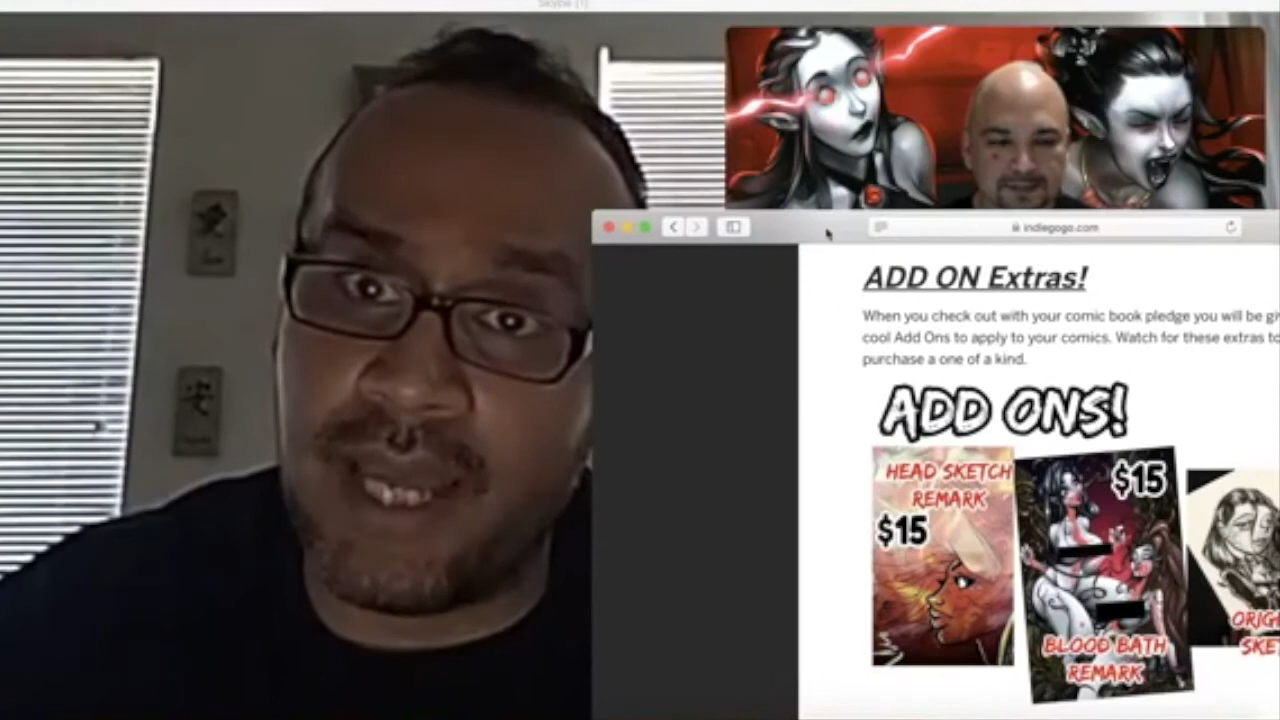 Skype [1]
indiegogo.com
ADD ON Extras!
When you check out with your comic book pledge you will be gi
cool Add Ons to apply to your comics. Watch for these extras to
purchase a one of a kind.
ADD ONS!
HEAD SKETCH
REMARK
$15
$15
BLOOD BATH
REMARK
ORIG
SKE